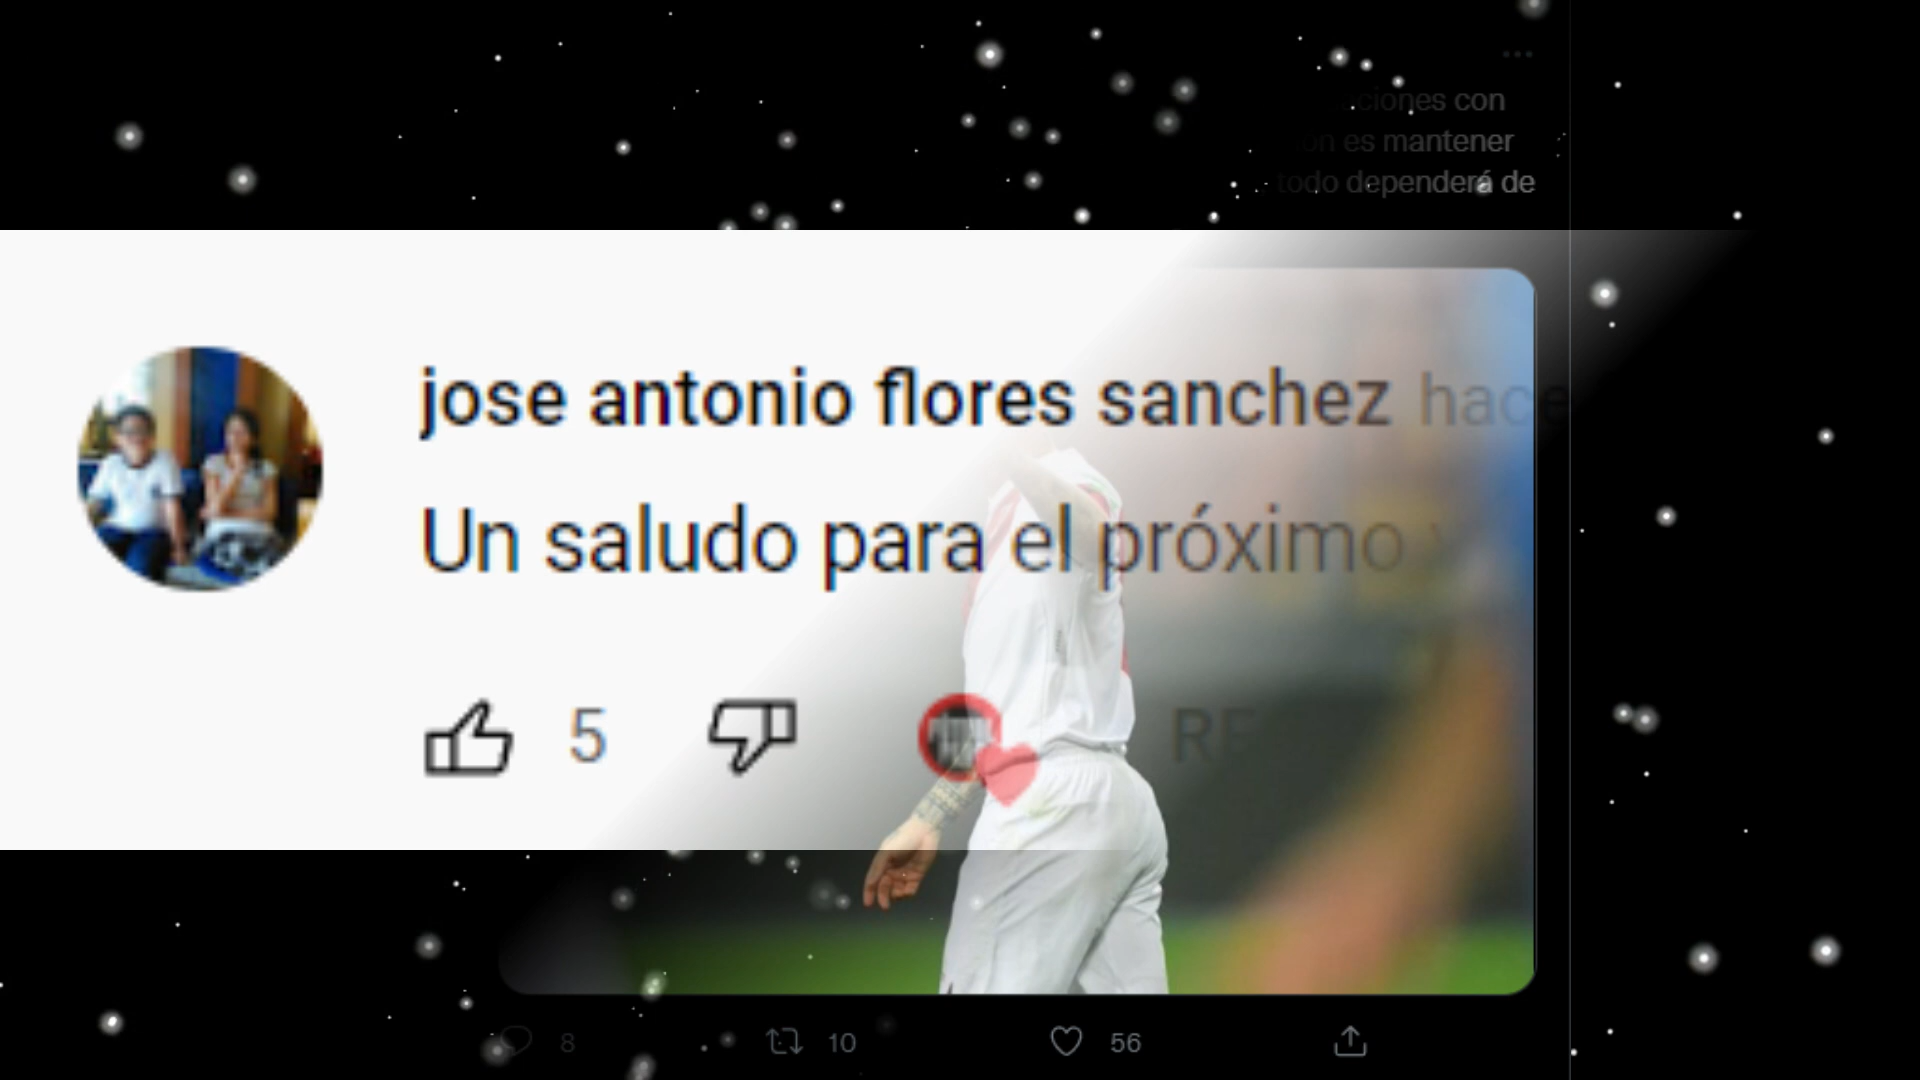 con
es mantener
todo dependerá de
jose antonio flores sanchez hace
Un saludo para el próximo
5
8
10
56